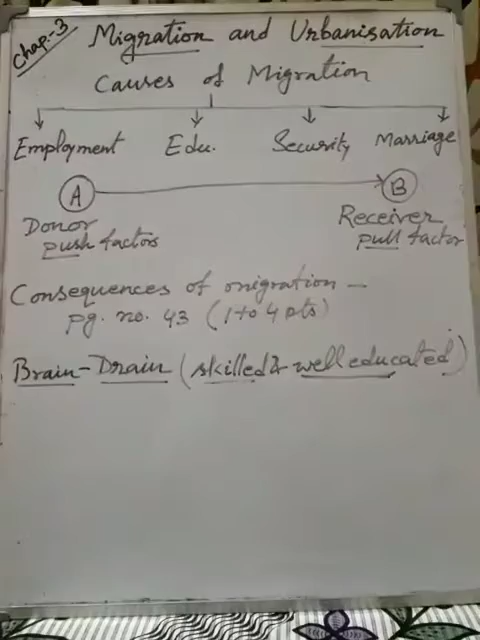 Chap-3
Migration and Urbanisation
Causes of Migration
Employment Edu. Security Marriage
A B
Donor Receiver
push factors pull factor
Consequences of migration —
pg. no. 43 (1 to 4 pts)
Brain-Drain (skilled & well educated)